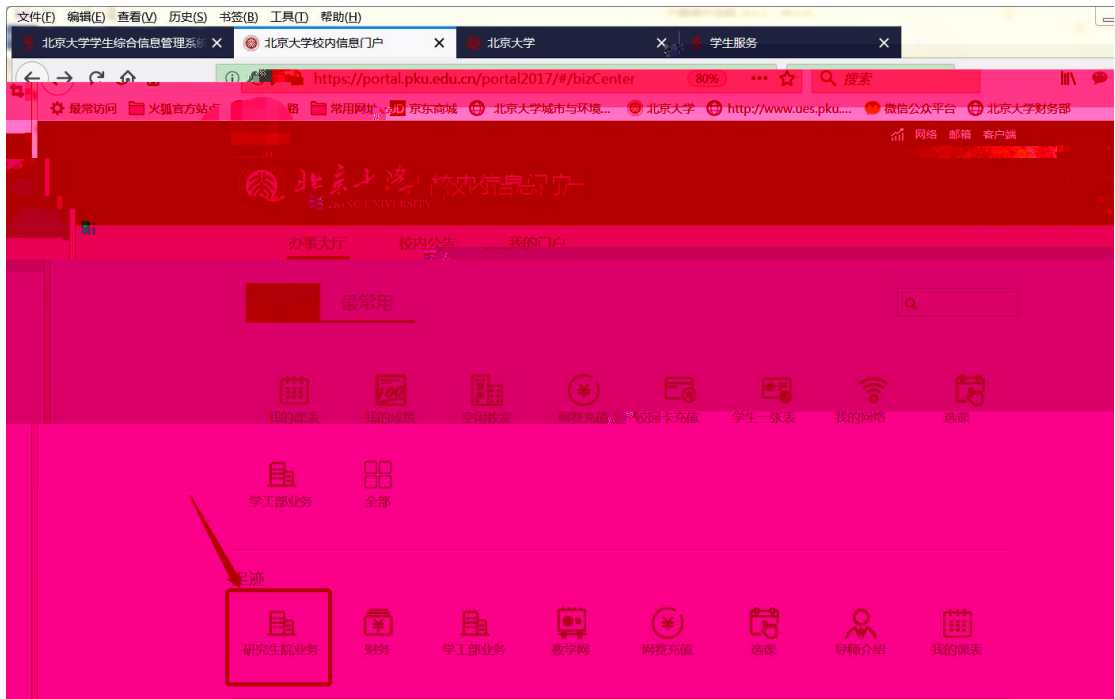 文件(F) 编辑(E) 查看(V) 历史(S) 书签(B) 工具(T) 帮助(H)
北京大学学生综合信息管理系统 北京大学校内信息门户 北京大学 学生服务
https://portal.pku.edu.cn/portal2017/#/bizCenter 80% 搜索
最常访问 火狐官方站点 常用网址 JD 京东商城 北京大学城市与环境... 北京大学 http://www.ues.pku.... 微信公众平台 北京大学财务部
网络 邮箱 客户端
北京大学 校内信息门户
办事大厅 校内公告 我的门户
最常用
100
我的课表 我的成绩 空闲教室 网费充值 校园卡充值 学生一张表 我的网络 选课
学工部业务 全部
足迹
研究生院业务 财务 学工部业务 教学网 网费充值 选课 导师介绍 我的课表